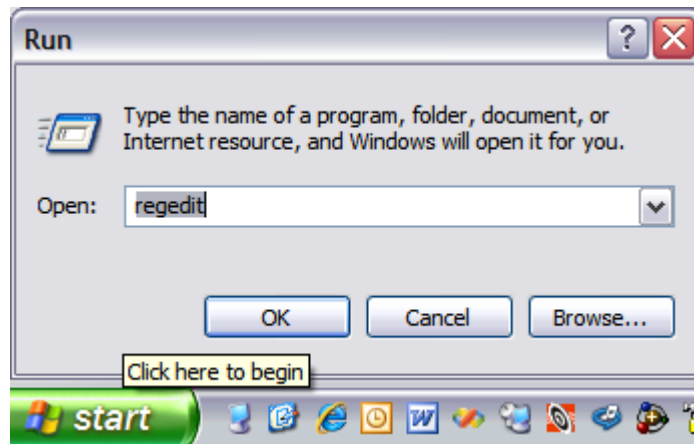 Run
Type the name of a program, folder, document, or
Internet resource, and Windows will open it for you.
Open: regedit
OK Cancel Browse...
Click here to begin
start